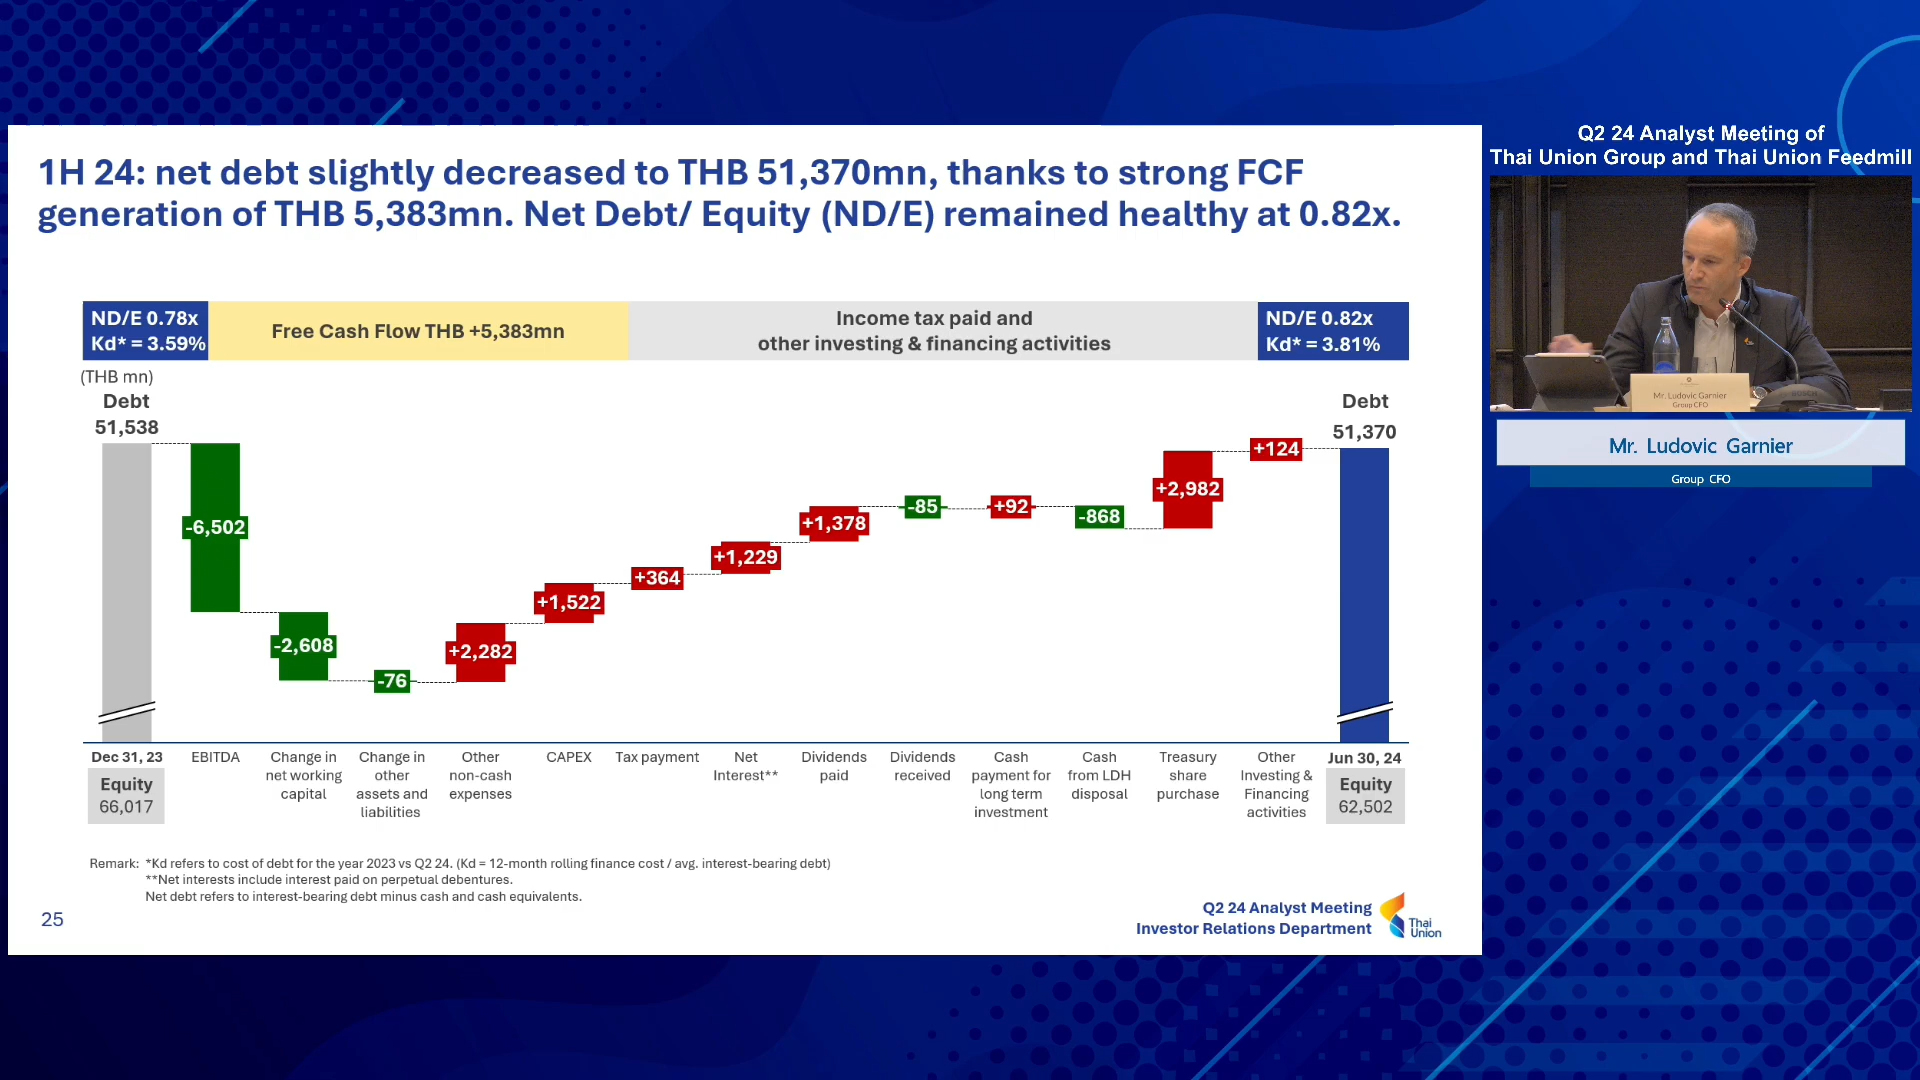 1H 24: net debt slightly decreased to THB 51,370mn, thanks to strong FCF
generation of THB 5,383mn. Net Debt/ Equity (ND/E) remained healthy at 0.82x.
ND/E 0.78x
Kd* = 3.59%
Free Cash Flow THB +5,383mn
Income tax paid and
other investing & financing activities
ND/E 0.82x
Kd* = 3.81%
(THB mn)
Debt
51,538
-6,502
-2,608
-76
+2,282
+1,522
+364
+1,229
+1,378
-85
+92
-868
+2,982
+124
Debt
51,370
Dec 31, 23
Equity
66,017
EBITDA
Change in
net working
capital
Change in
other
assets and
liabilities
Other
non-cash
expenses
CAPEX
Tax payment
Net
Interest**
Dividends
paid
Dividends
received
Cash
payment for
long term
investment
Cash
from LDH
disposal
Treasury
share
purchase
Other
Investing &
Financing
activities
Jun 30, 24
Equity
62,502
Remark: *Kd refers to cost of debt for the year 2023 vs Q2 24. (Kd = 12-month rolling finance cost / avg. interest-bearing debt)
**Net interests include interest paid on perpetual debentures.
Net debt refers to interest-bearing debt minus cash and cash equivalents.
25
Q2 24 Analyst Meeting
Investor Relations Department
Thai
Union
Q2 24 Analyst Meeting of
Thai Union Group and Thai Union Feedmill
Mr. Ludovic Garnier
Group CFO
BOSCH
Mr. Ludovic Garnier
Group CFO